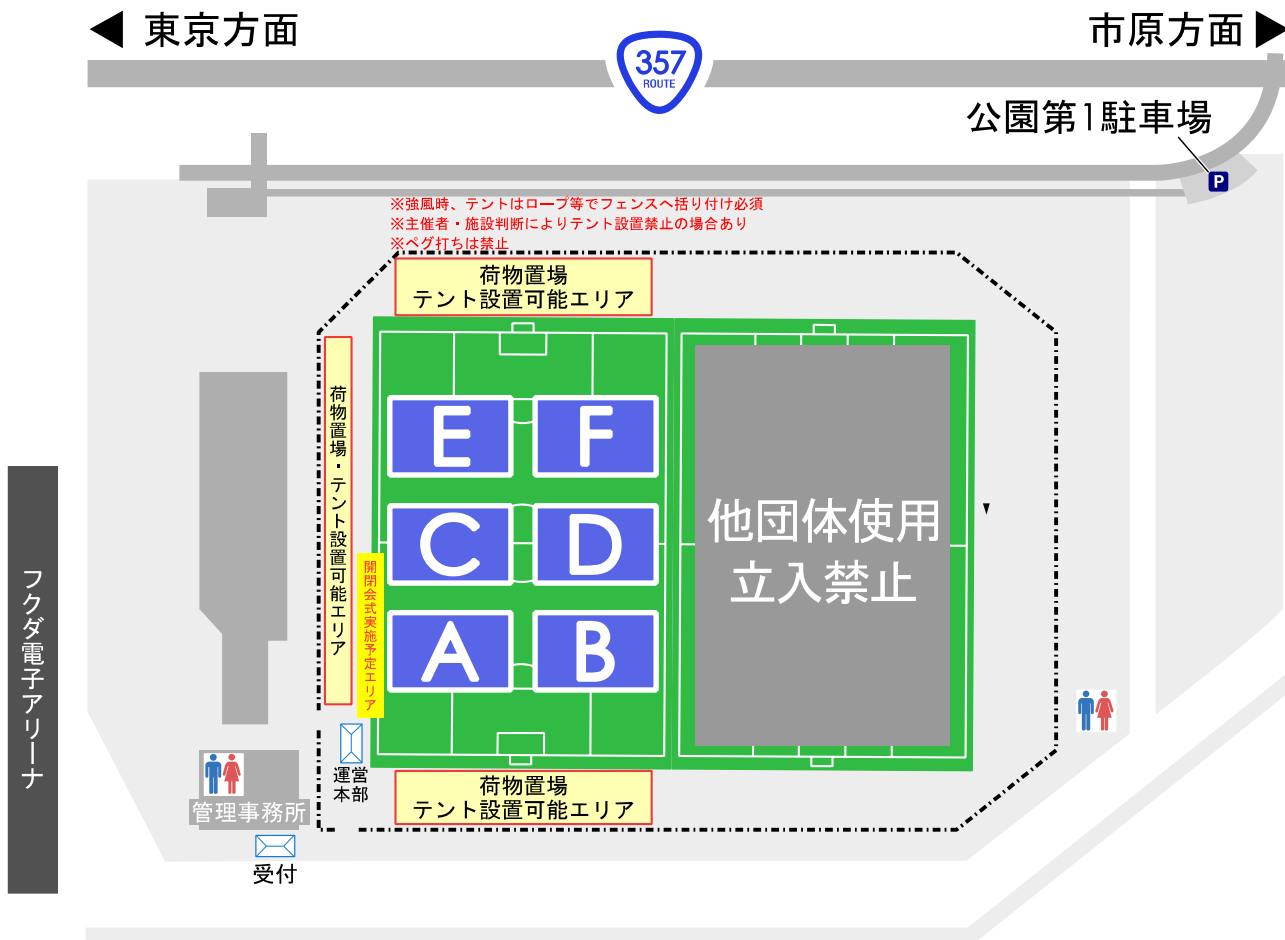 東京方面
市原方面
357
ROUTE
公園第1駐車場
P
※強風時、テントはロープ等でフェンスへ括り付け必須
※主催者・施設判断によりテント設置禁止の場合あり
※ペグ打ちは禁止
荷物置場
テント設置可能エリア
荷物置場・テント設置可能エリア
E
F
C
D
A
B
他団体使用
立入禁止
開閉会式実施予定エリア
フクダ電子アリーナ
運営
本部
荷物置場
テント設置可能エリア
管理事務所
受付